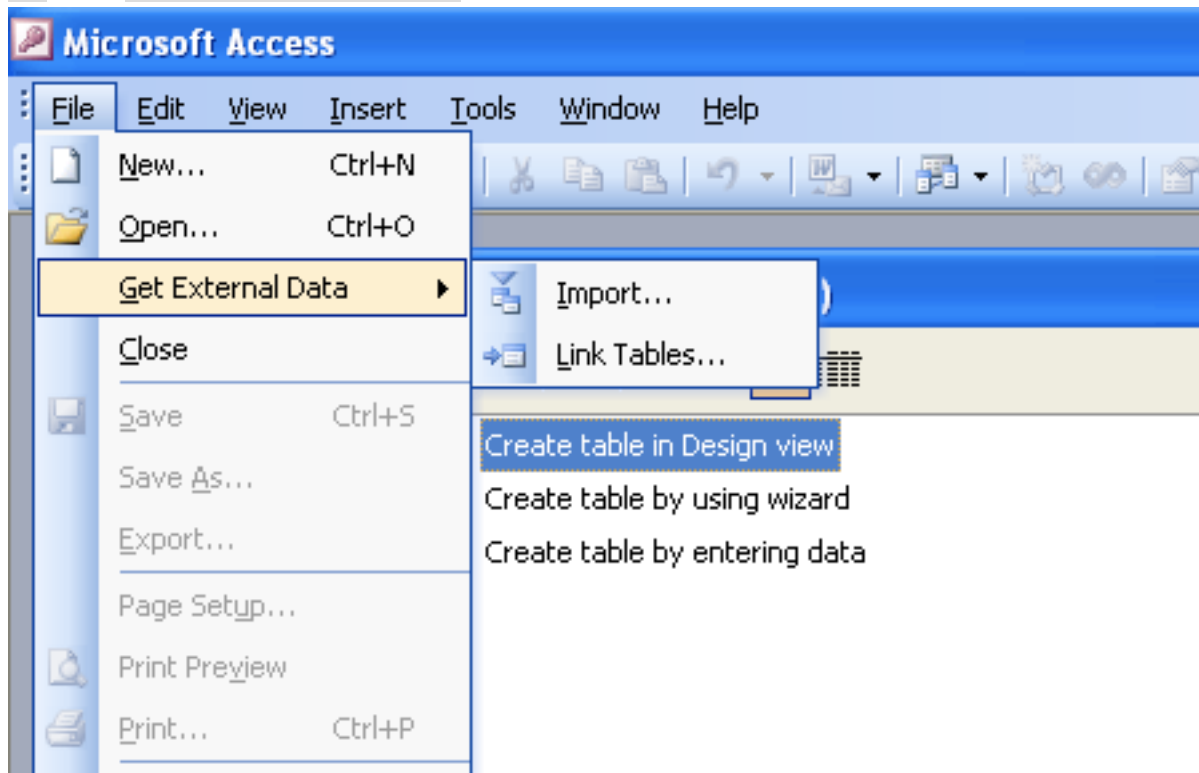 Microsoft Access
File Edit View Insert Tools Window Help
New... Ctrl+N
Open... Ctrl+O
Get External Data
Import...
)
Close
Link Tables...
Save Ctrl+S
Create table in Design view
Save As...
Create table by using wizard
Export...
Create table by entering data
Page Setup...
Print Preview
Print... Ctrl+P